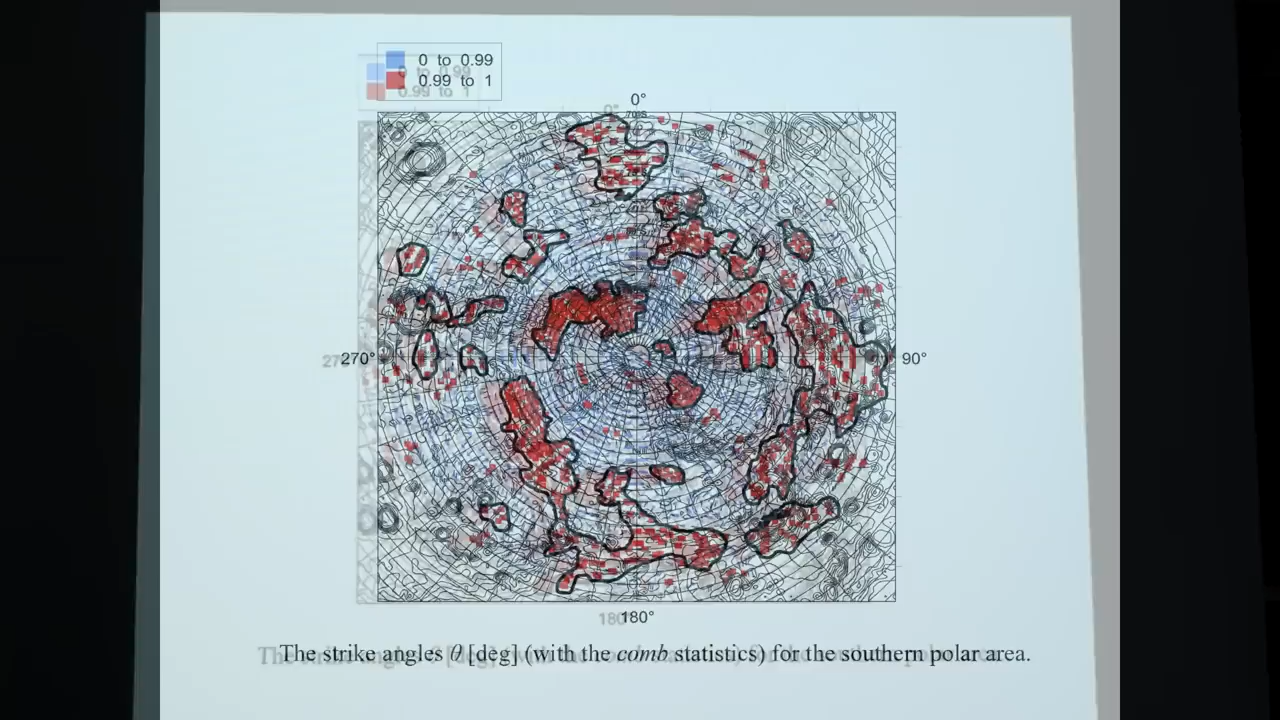 0 to 0.99
0.99 to 1
0°
70°S
270°
90°
180°
The strike angles θ [deg] (with the comb statistics) for the southern polar area.